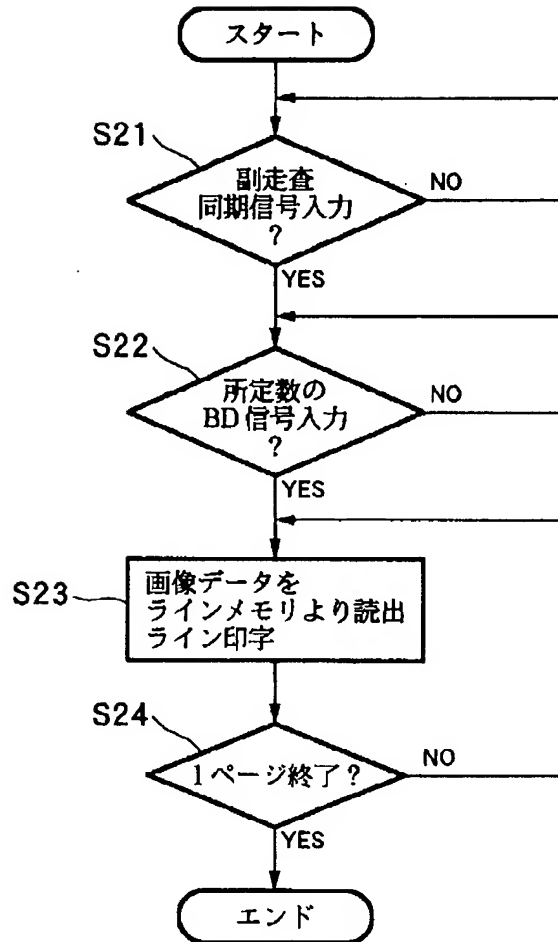 スタート
S21
副走査
同期信号入力
?
NO
YES
S22
所定数の
BD信号入力
?
NO
YES
S23
画像データを
ラインメモリより読出
ライン印字
S24
1ページ終了?
NO
YES
エンド